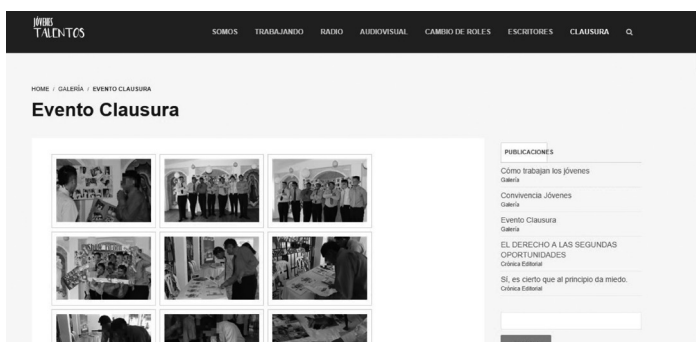 JÓVENES
TALENTOS
SOMOS TRABAJANDO RADIO AUDIOVISUAL CAMBIO DE ROLES ESCRITORES CLAUSURA
HOME / GALERÍA / EVENTO CLAUSURA
Evento Clausura
PUBLICACIONES
Cómo trabajan los jóvenes
Galería
Convivencia Jóvenes
Galería
Evento Clausura
Galería
EL DERECHO A LAS SEGUNDAS
OPORTUNIDADES
Crónica Editorial
Sí, es cierto que al principio da miedo.
Crónica Editorial